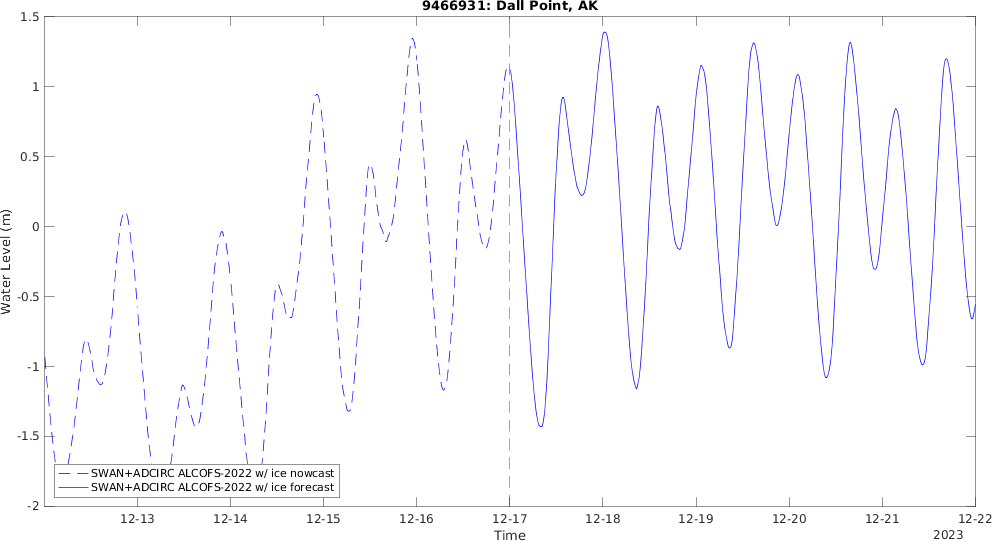 9466931: Dall Point, AK
1.5
1
0.5
0
-0.5
-1
-1.5
-2
Water Level (m)
SWAN+ADCIRC ALCOFS-2022 w/ ice nowcast
SWAN+ADCIRC ALCOFS-2022 w/ ice forecast
12-13 12-14 12-15 12-16 12-17 12-18 12-19 12-20 12-21 12-22
Time
2023